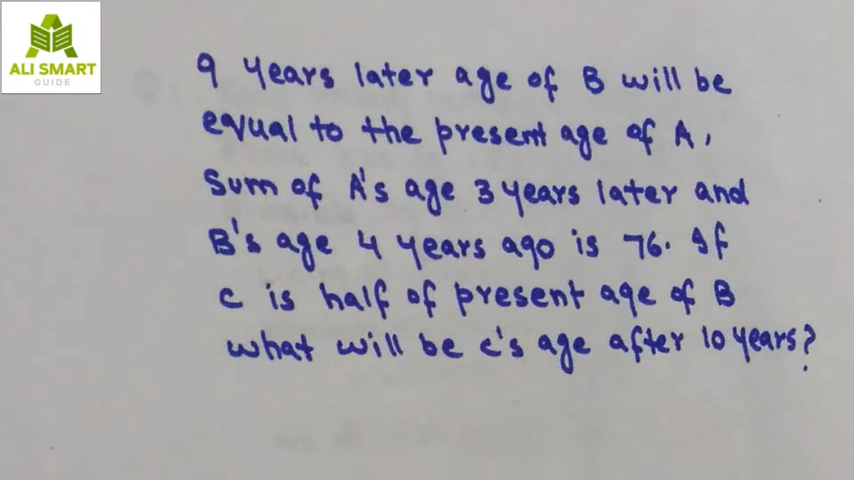 ALI SMART
GUIDE
9 years later age of B will be
equal to the present age of A,
Sum of A's age 3 years later and
B's age 4 years ago is 76. If
c is half of present age of B
what will be c's age after 10 years?